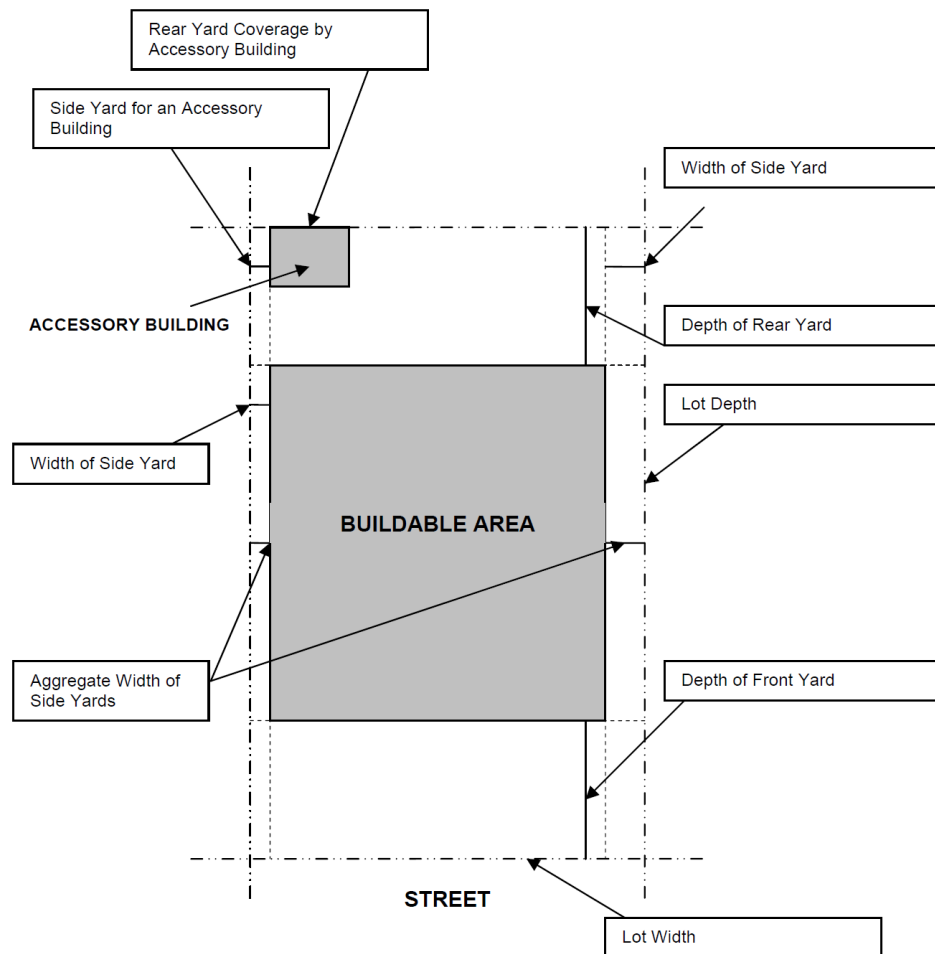 Rear Yard Coverage by
Accessory Building
Side Yard for an Accessory
Building
Width of Side Yard
ACCESSORY BUILDING
Depth of Rear Yard
Lot Depth
Width of Side Yard
BUILDABLE AREA
Aggregate Width of
Side Yards
Depth of Front Yard
STREET
Lot Width